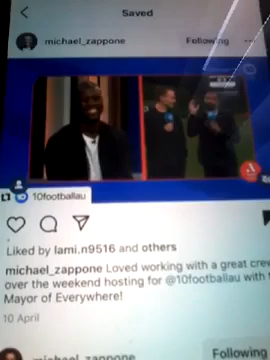 Saved
michael_zappone
Following
10footballau
Liked by lami.n9516 and others
michael_zappone Loved working with a great crew
over the weekend hosting for @10footballau with
Mayor of Everywhere!
10 April
michael_zappone
Following